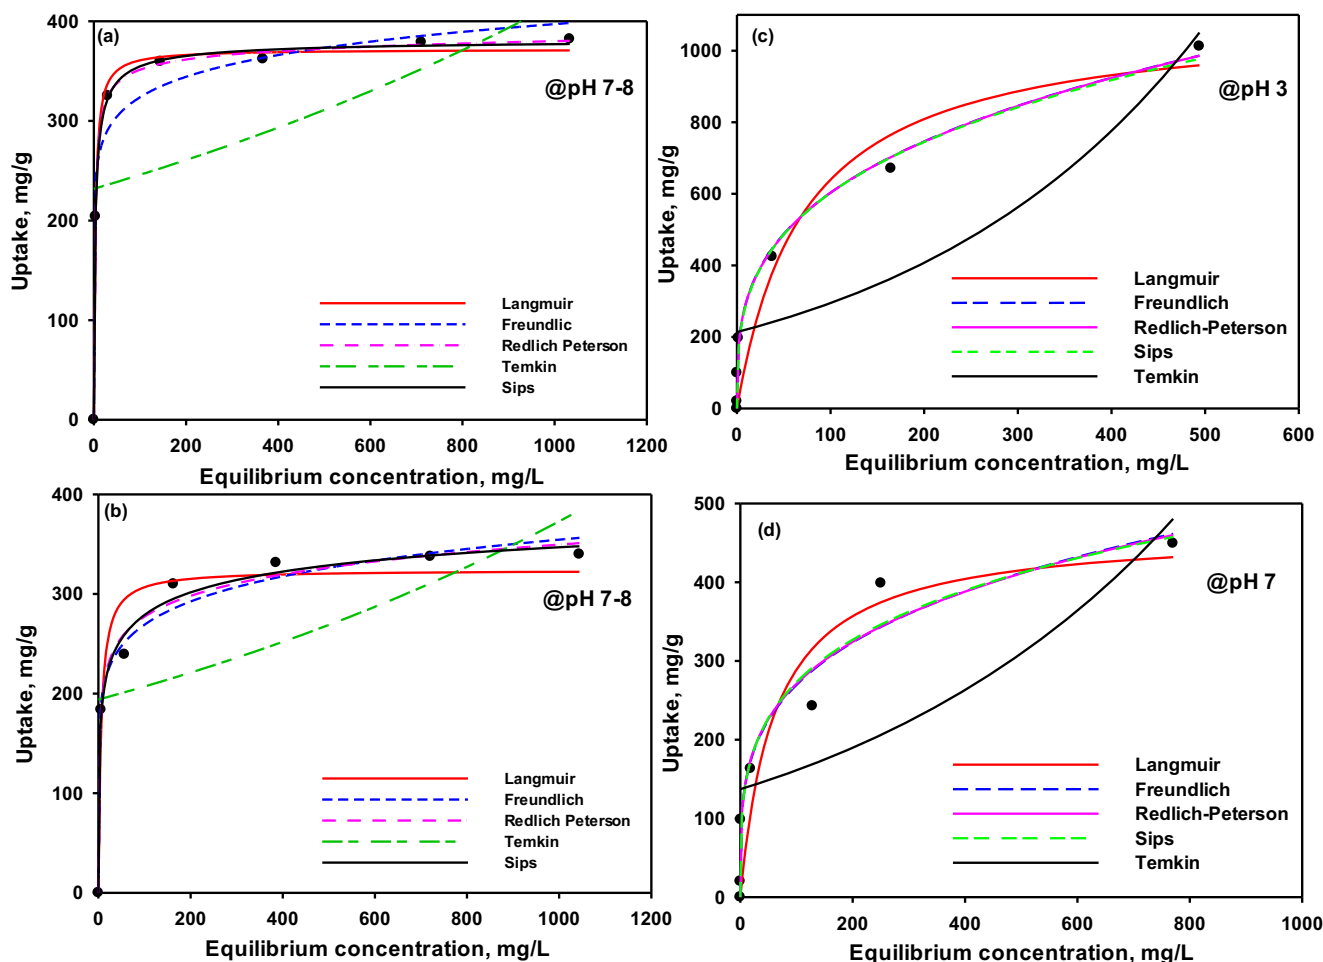 (a)
400
300
200
100
0
Uptake, mg/g
@pH 7-8
Langmuir
Freundlic
Redlich Peterson
Temkin
Sips
0 200 400 600 800 1000 1200
Equilibrium concentration, mg/L
(c)
1000
800
600
400
200
0
Uptake, mg/g
@pH 3
Langmuir
Freundlich
Redlich-Peterson
Sips
Temkin
0 100 200 300 400 500 600
Equilibrium concentration, mg/L
(b)
400
300
200
100
0
Uptake, mg/g
@pH 7-8
Langmuir
Freundlich
Redlich Peterson
Temkin
Sips
0 200 400 600 800 1000 1200
Equilibrium concentration, mg/L
(d)
500
400
300
200
100
0
Uptake, mg/g
@pH 7
Langmuir
Freundlich
Redlich-Peterson
Sips
Temkin
0 200 400 600 800 1000
Equilibrium concentration, mg/L